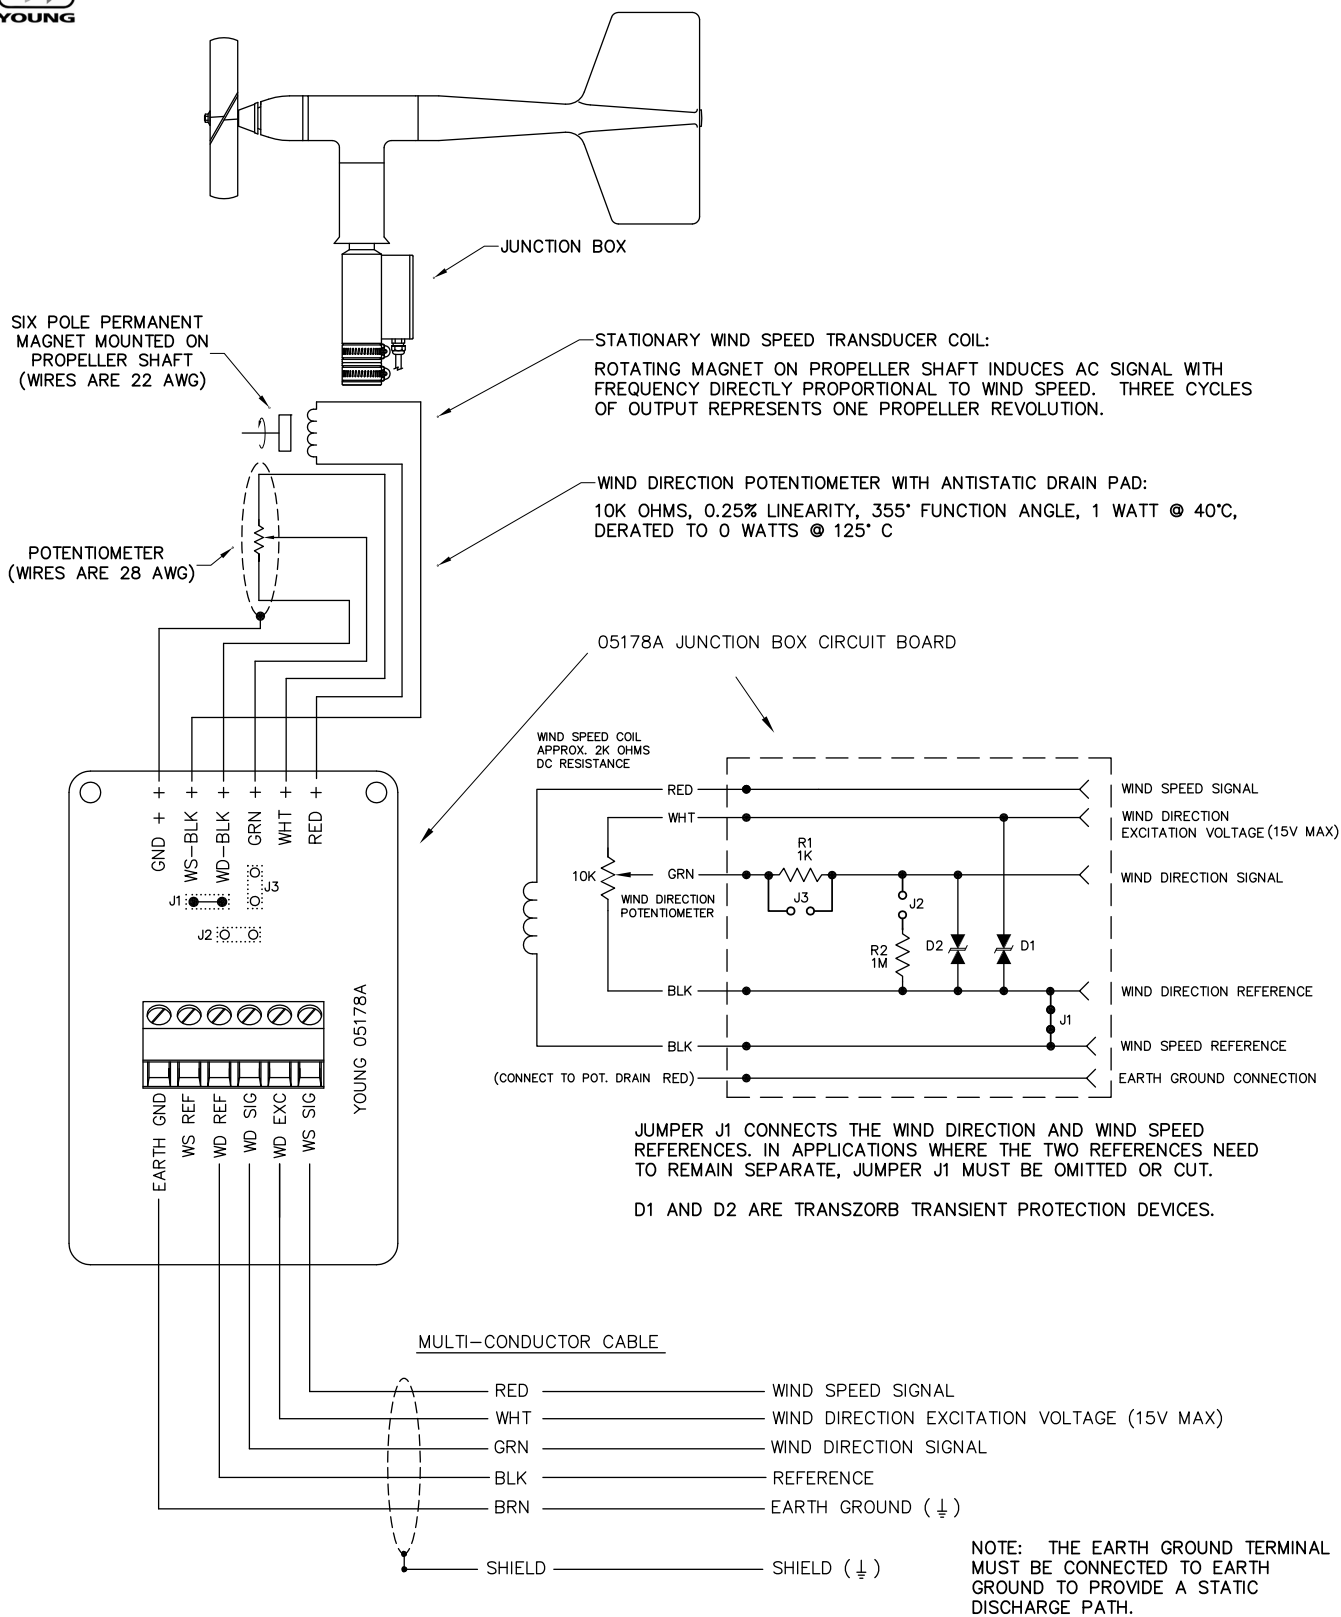 YOUNG
JUNCTION BOX
SIX POLE PERMANENT
MAGNET MOUNTED ON
PROPELLER SHAFT
(WIRES ARE 22 AWG)
STATIONARY WIND SPEED TRANSDUCER COIL:
ROTATING MAGNET ON PROPELLER SHAFT INDUCES AC SIGNAL WITH
FREQUENCY DIRECTLY PROPORTIONAL TO WIND SPEED. THREE CYCLES
OF OUTPUT REPRESENTS ONE PROPELLER REVOLUTION.
WIND DIRECTION POTENTIOMETER WITH ANTISTATIC DRAIN PAD:
10K OHMS, 0.25% LINEARITY, 355° FUNCTION ANGLE, 1 WATT @ 40°C,
DERATED TO 0 WATTS @ 125° C
POTENTIOMETER
(WIRES ARE 28 AWG)
05178A JUNCTION BOX CIRCUIT BOARD
WIND SPEED COIL
APPROX. 2K OHMS
DC RESISTANCE
GND +
WS-BLK +
WD-BLK +
GRN +
WHT +
RED +
J3
J1
J2
YOUNG 05178A
EARTH GND
WS REF
WD REF
WD SIG
WD EXC
WS SIG
RED
WIND SPEED SIGNAL
WHT
WIND DIRECTION
EXCITATION VOLTAGE (15V MAX)
R1
1K
10K
GRN
WIND DIRECTION SIGNAL
J3
WIND DIRECTION
POTENTIOMETER
J2
R2
1M
D2
D1
BLK
WIND DIRECTION REFERENCE
J1
BLK
WIND SPEED REFERENCE
(CONNECT TO POT. DRAIN RED)
EARTH GROUND CONNECTION
JUMPER J1 CONNECTS THE WIND DIRECTION AND WIND SPEED
REFERENCES. IN APPLICATIONS WHERE THE TWO REFERENCES NEED
TO REMAIN SEPARATE, JUMPER J1 MUST BE OMITTED OR CUT.
D1 AND D2 ARE TRANSZORB TRANSIENT PROTECTION DEVICES.
MULTI-CONDUCTOR CABLE
RED WIND SPEED SIGNAL
WHT WIND DIRECTION EXCITATION VOLTAGE (15V MAX)
GRN WIND DIRECTION SIGNAL
BLK REFERENCE
BRN EARTH GROUND (⏚)
SHIELD SHIELD (⏚)
NOTE: THE EARTH GROUND TERMINAL
MUST BE CONNECTED TO EARTH
GROUND TO PROVIDE A STATIC
DISCHARGE PATH.